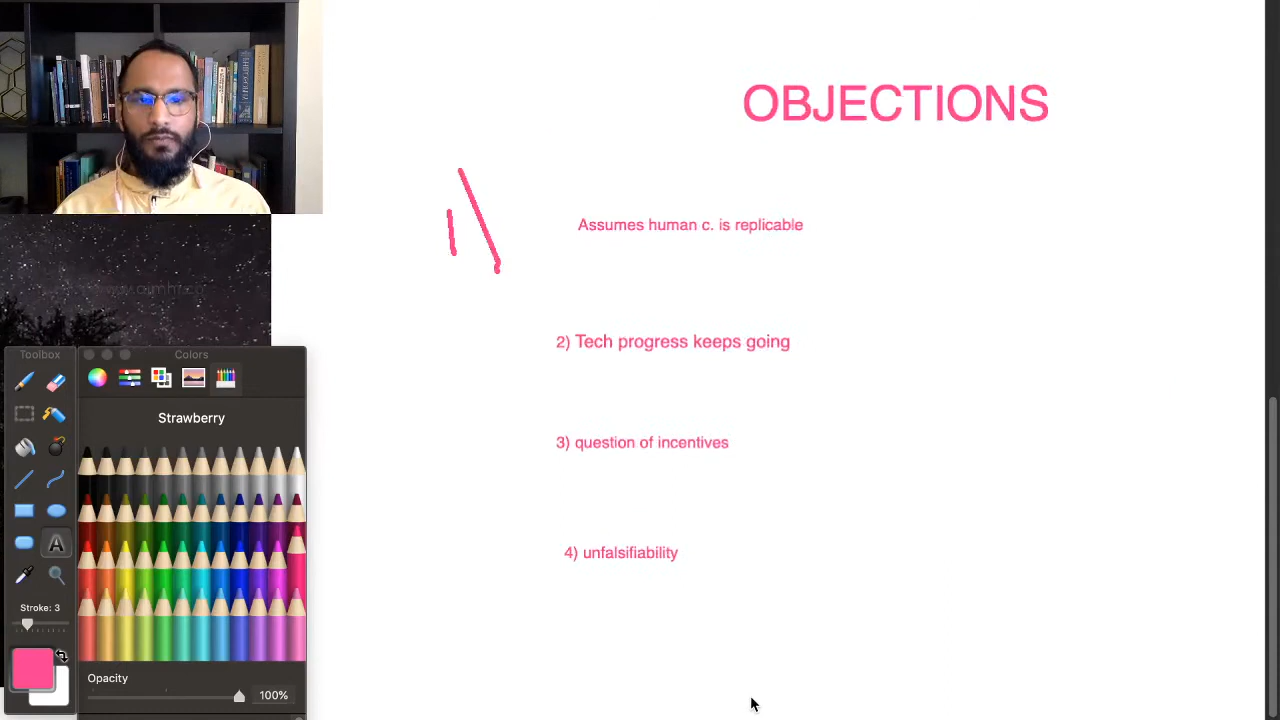 OBJECTIONS
Assumes human c. is replicable
2) Tech progress keeps going
3) question of incentives
4) unfalsifiability
Toolbox
Colors
Strawberry
Stroke: 3
Opacity
100%